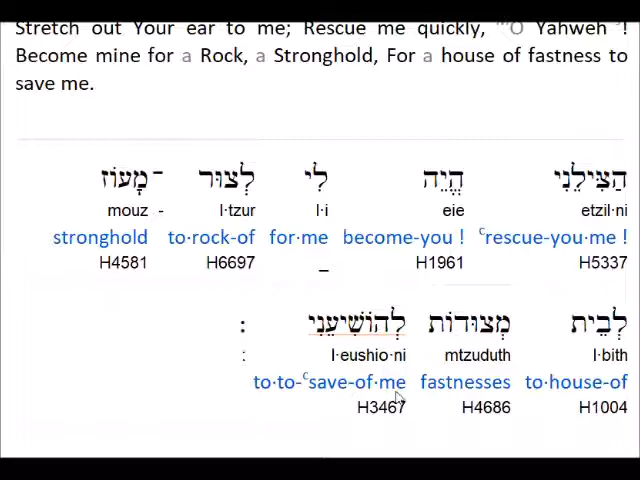 Stretch out Your ear to me; Rescue me quickly, "O Yahweh ˢ!
Become mine for a Rock, a Stronghold, For a house of fastness to
save me.
הַצִּילֵנִי הֱיֵה לִי לְצוּר־ מָעוֹז
etzil·ni eie l·i l·tzur - mouz
ᶜrescue-you-me ! become-you ! for·me to·rock-of stronghold
H5337 H1961 _ H6697 H4581
לְבֵית מְצוּדוֹת לְהוֹשִׁיעֵנִי :
l·bith mtzuduth l·eushio·ni :
to·house-of fastnesses to·to-ᶜsave-of·me
H1004 H4686 H3467